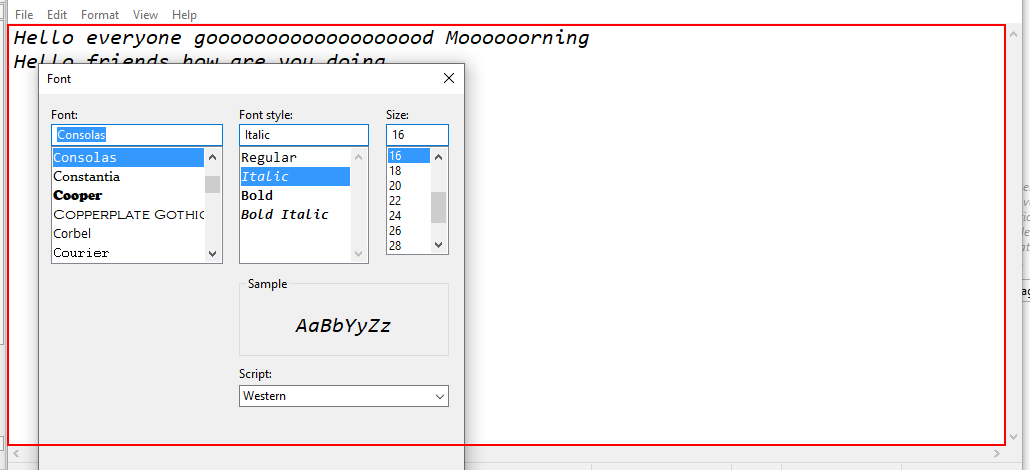 File Edit Format View Help
Hello everyone goooooooooooooooooood Moooooorning
Hello friends how are you doing
Font
Font: Font style: Size:
Consolas Italic 16
Consolas Regular 16
Constantia Italic 18
Cooper Bold 20
Copperplate Gothic Bold Italic 22
Corbel 24
Courier 26
28
Sample
AaBbYyZz
Script:
Western